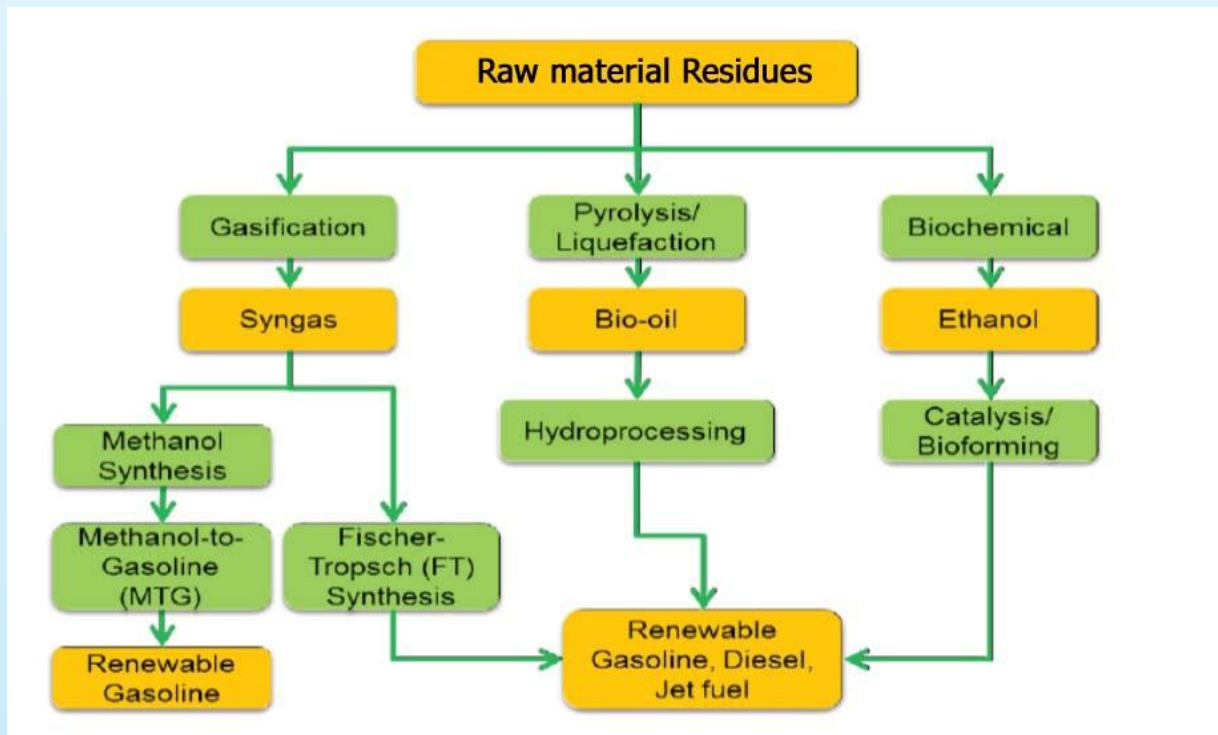 Raw material Residues
Gasification
Pyrolysis/
Liquefaction
Biochemical
Syngas
Bio-oil
Ethanol
Methanol
Synthesis
Hydroprocessing
Catalysis/
Bioforming
Methanol-to-
Gasoline
(MTG)
Fischer-
Tropsch (FT)
Synthesis
Renewable
Gasoline
Renewable
Gasoline, Diesel,
Jet fuel